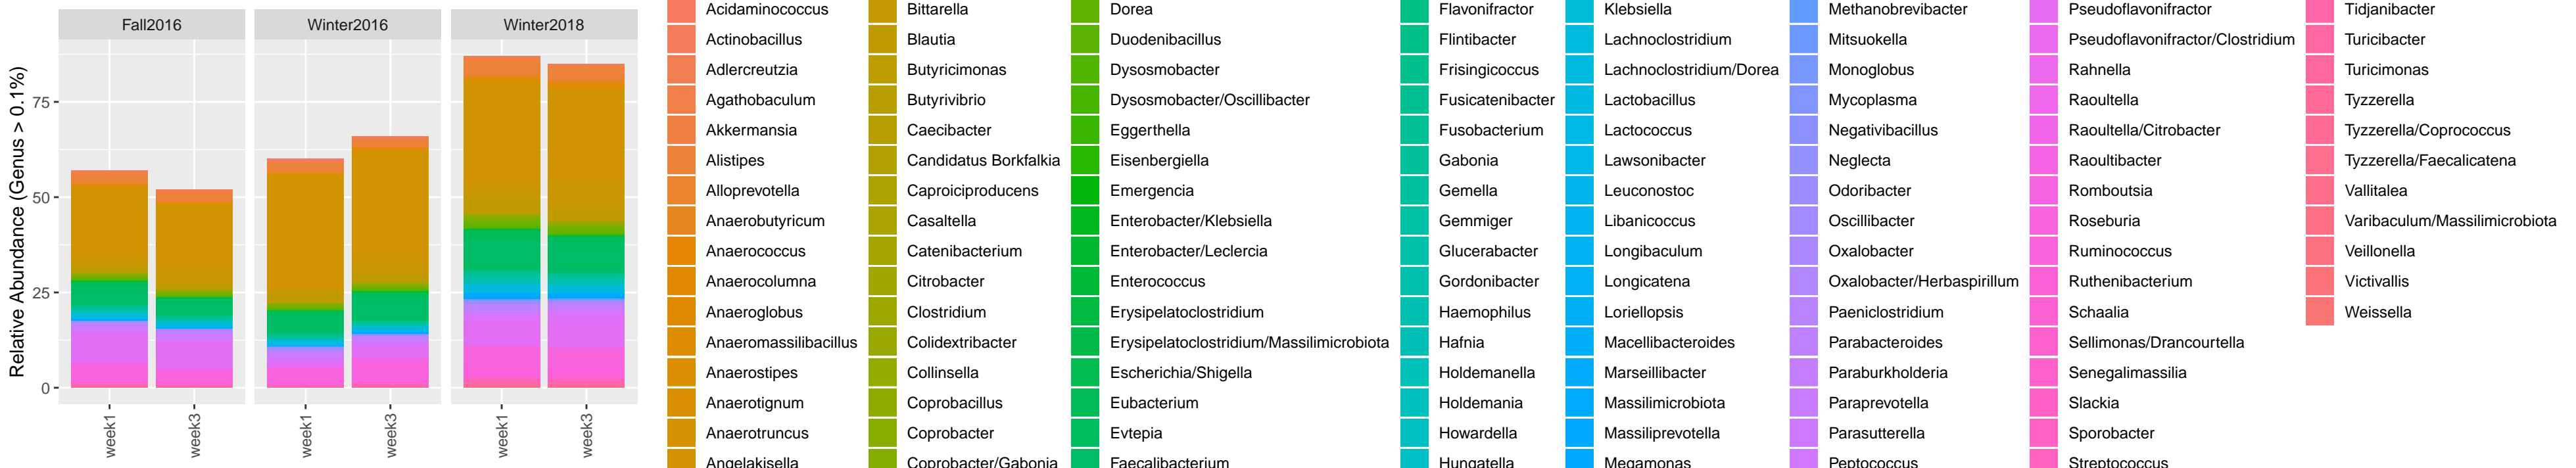 Relative Abundance (Genus > 0.1%)
Fall2016
Winter2016
Winter2018
75
50
25
0
week1
week3
week1
week3
week1
week3
Acidaminococcus
Actinobacillus
Adlercreutzia
Agathobaculum
Akkermansia
Alistipes
Alloprevotella
Anaerobutyricum
Anaerococcus
Anaerocolumna
Anaeroglobus
Anaeromassilibacillus
Anaerostipes
Anaerotignum
Anaerotruncus
Angelakisella
Bittarella
Blautia
Butyricimonas
Butyrivibrio
Caecibacter
Candidatus Borkfalkia
Caproiciproducens
Casaltella
Catenibacterium
Citrobacter
Clostridium
Colidextribacter
Collinsella
Coprobacillus
Coprobacter
Coprobacter/Gabonia
Dorea
Duodenibacillus
Dysosmobacter
Dysosmobacter/Oscillibacter
Eggerthella
Eisenbergiella
Emergencia
Enterobacter/Klebsiella
Enterobacter/Leclercia
Enterococcus
Erysipelatoclostridium
Erysipelatoclostridium/Massilimicrobiota
Escherichia/Shigella
Eubacterium
Evtepia
Faecalibacterium
Flavonifractor
Flintibacter
Frisingicoccus
Fusicatenibacter
Fusobacterium
Gabonia
Gemella
Gemmiger
Glucerabacter
Gordonibacter
Haemophilus
Hafnia
Holdemanella
Holdemania
Howardella
Hungatella
Klebsiella
Lachnoclostridium
Lachnoclostridium/Dorea
Lactobacillus
Lactococcus
Lawsonibacter
Leuconostoc
Libanicoccus
Longibaculum
Longicatena
Loriellopsis
Macellibacteroides
Marseillibacter
Massilimicrobiota
Massiliprevotella
Megamonas
Methanobrevibacter
Mitsuokella
Monoglobus
Mycoplasma
Negativibacillus
Neglecta
Odoribacter
Oscillibacter
Oxalobacter
Oxalobacter/Herbaspirillum
Paeniclostridium
Parabacteroides
Paraburkholderia
Paraprevotella
Parasutterella
Peptococcus
Pseudoflavonifractor
Pseudoflavonifractor/Clostridium
Rahnella
Raoultella
Raoultella/Citrobacter
Raoultibacter
Romboutsia
Roseburia
Ruminococcus
Ruthenibacterium
Schaalia
Sellimonas/Drancourtella
Senegalimassilia
Slackia
Sporobacter
Streptococcus
Tidjanibacter
Turicibacter
Turicimonas
Tyzzerella
Tyzzerella/Coprococcus
Tyzzerella/Faecalicatena
Vallitalea
Varibaculum/Massilimicrobiota
Veillonella
Victivallis
Weissella